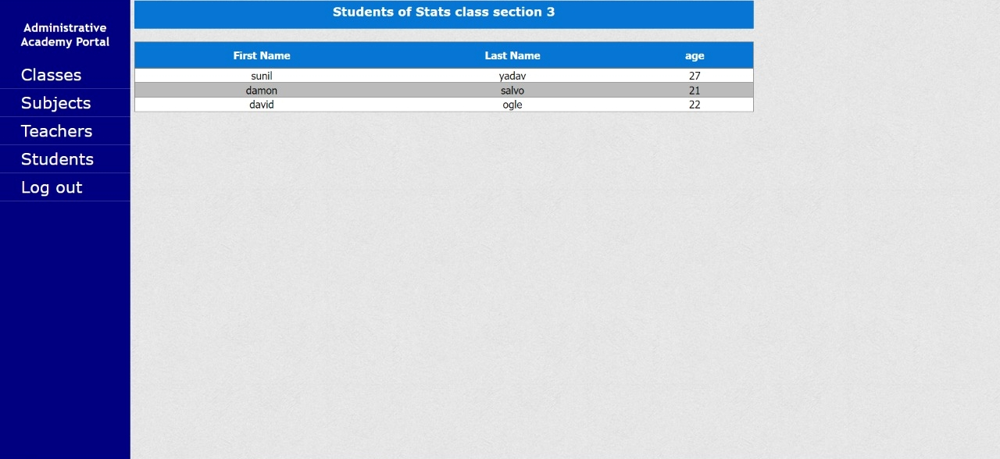 Administrative
Academy Portal
Classes
Subjects
Teachers
Students
Log out
Students of Stats class section 3
First Name Last Name age
sunil yadav 27
damon salvo 21
david ogle 22